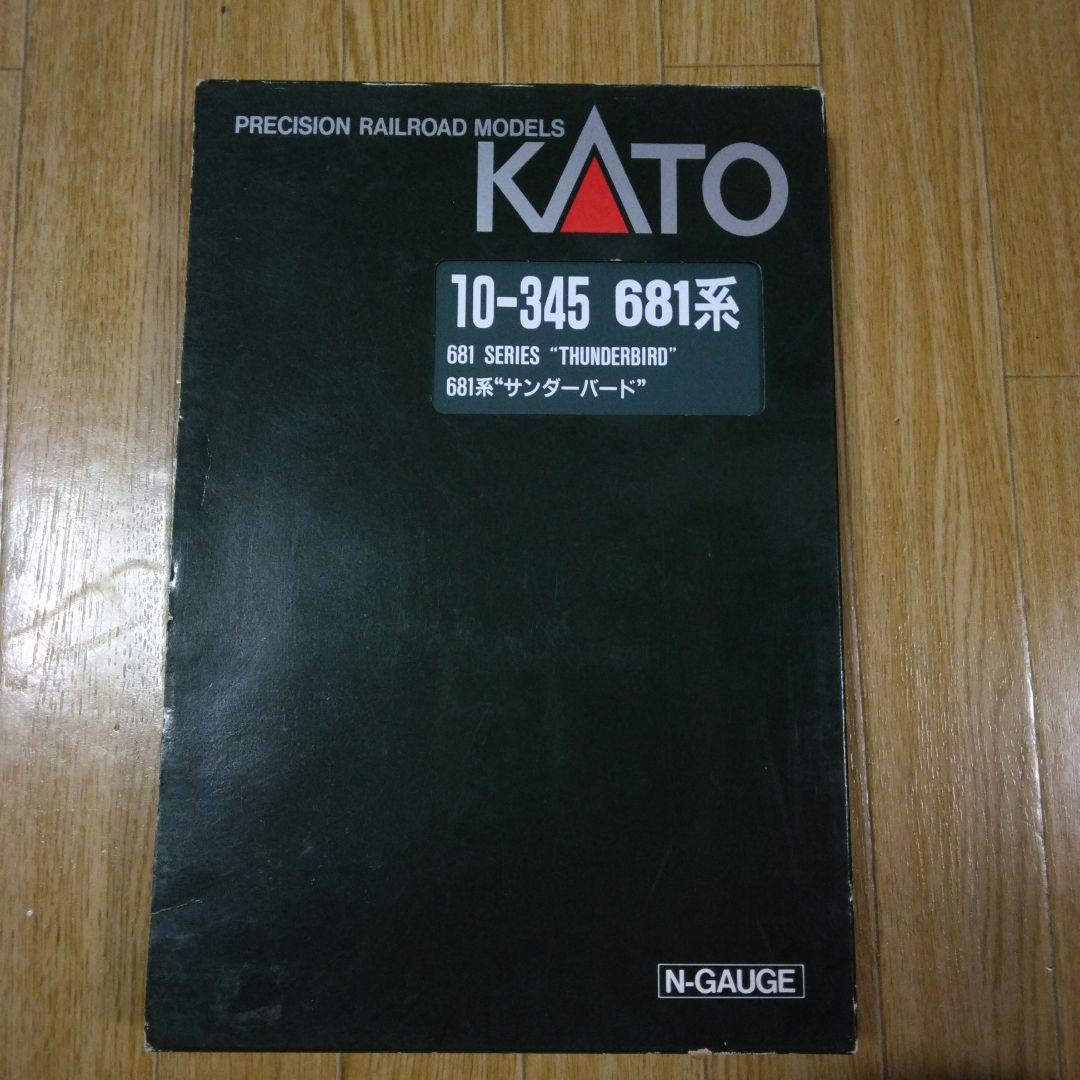 PRECISION RAILROAD MODELS
KATO
10-345 681系
681 SERIES "THUNDERBIRD"
681系"サンダーバード"
N-GAUGE